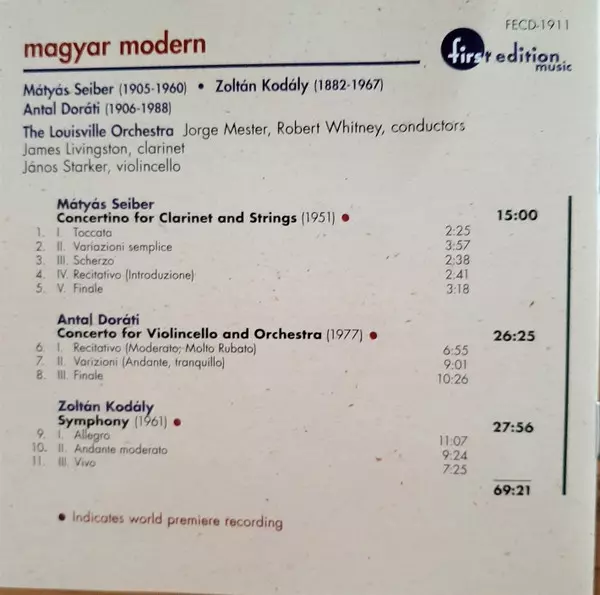 FECD-1911
magyar modern
first edition
music
Mátyás Seiber (1905-1960) • Zoltán Kodály (1882-1967)
Antal Doráti (1906-1988)
The Louisville Orchestra Jorge Mester, Robert Whitney, conductors
James Livingston, clarinet
János Starker, violincello
Mátyás Seiber
Concertino for Clarinet and Strings (1951) • 15:00
1. I. Toccata 2:25
2. II. Variazioni semplice 3:57
3. III. Scherzo 2:38
4. IV. Recitativo (Introduzione) 2:41
5. V. Finale 3:18
Antal Doráti
Concerto for Violincello and Orchestra (1977) • 26:25
6. I. Recitativo (Moderato; Molto Rubato) 6:55
7. II. Varizioni (Andante, tranquillo) 9:01
8. III. Finale 10:26
Zoltán Kodály
Symphony (1961) • 27:56
9. I. Allegro 11:07
10. II. Andante moderato 9:24
11. III. Vivo 7:25
69:21
• Indicates world premiere recording